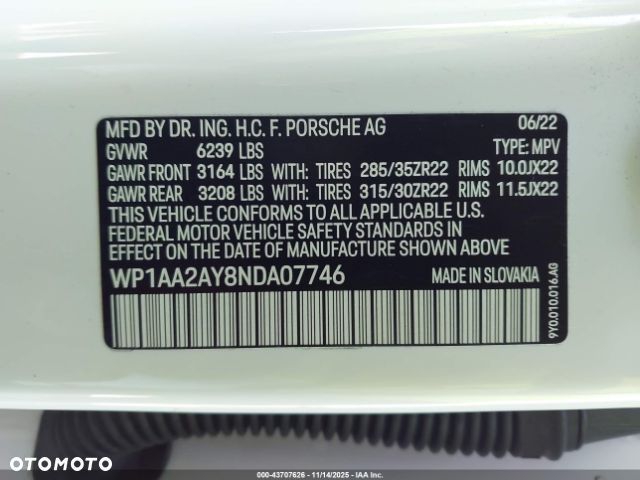 MFD BY DR. ING. H.C. F. PORSCHE AG 06/22
GVWR 6239 LBS TYPE: MPV
GAWR FRONT 3164 LBS WITH: TIRES 285/35ZR22 RIMS 10.0JX22
GAWR REAR 3208 LBS WITH: TIRES 315/30ZR22 RIMS 11.5JX22
THIS VEHICLE CONFORMS TO ALL APPLICABLE U.S.
FEDERAL MOTOR VEHICLE SAFETY STANDARDS IN
EFFECT ON THE DATE OF MANUFACTURE SHOWN ABOVE.
WP1AA2AY8NDA07746 MADE IN SLOVAKIA
9Y0.010.016.AG
OTOMOTO
000-43707626 - 11/14/2025 - IAA Inc.
OTOMOTO